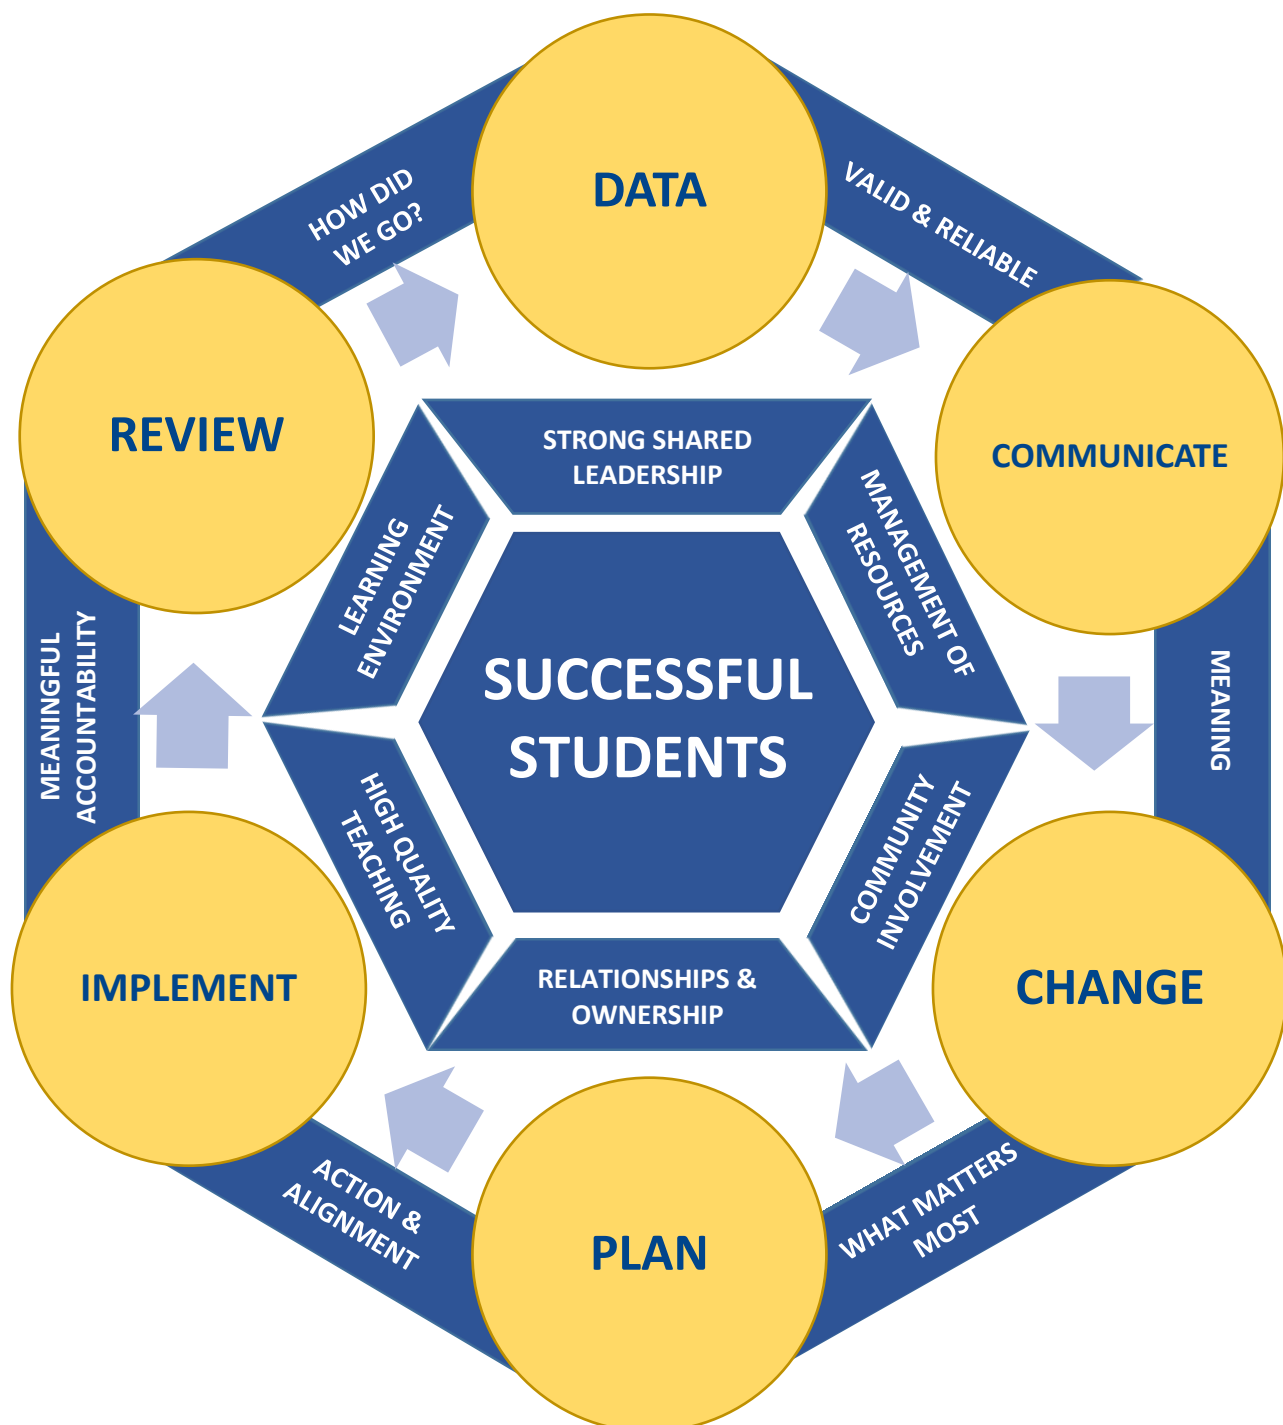 DATA
VALID & RELIABLE
COMMUNICATE
MEANING
CHANGE
WHAT MATTERS
MOST
PLAN
ACTION &
ALIGNMENT
IMPLEMENT
MEANINGFUL
ACCOUNTABILITY
REVIEW
HOW DID
WE GO?
STRONG SHARED
LEADERSHIP
MANAGEMENT OF
RESOURCES
COMMUNITY
INVOLVEMENT
RELATIONSHIPS &
OWNERSHIP
HIGH QUALITY
TEACHING
LEARNING
ENVIRONMENT
SUCCESSFUL
STUDENTS